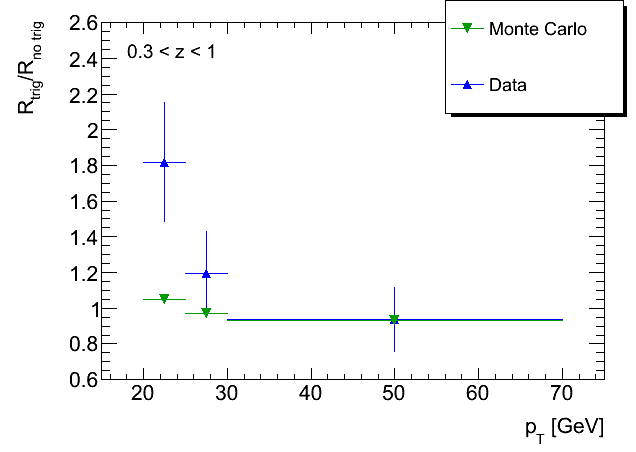 R_trig/R_no trig
0.3 < z < 1
Monte Carlo
Data
2.6
2.4
2.2
2
1.8
1.6
1.4
1.2
1
0.8
0.6
20 30 40 50 60 70
p_T [GeV]